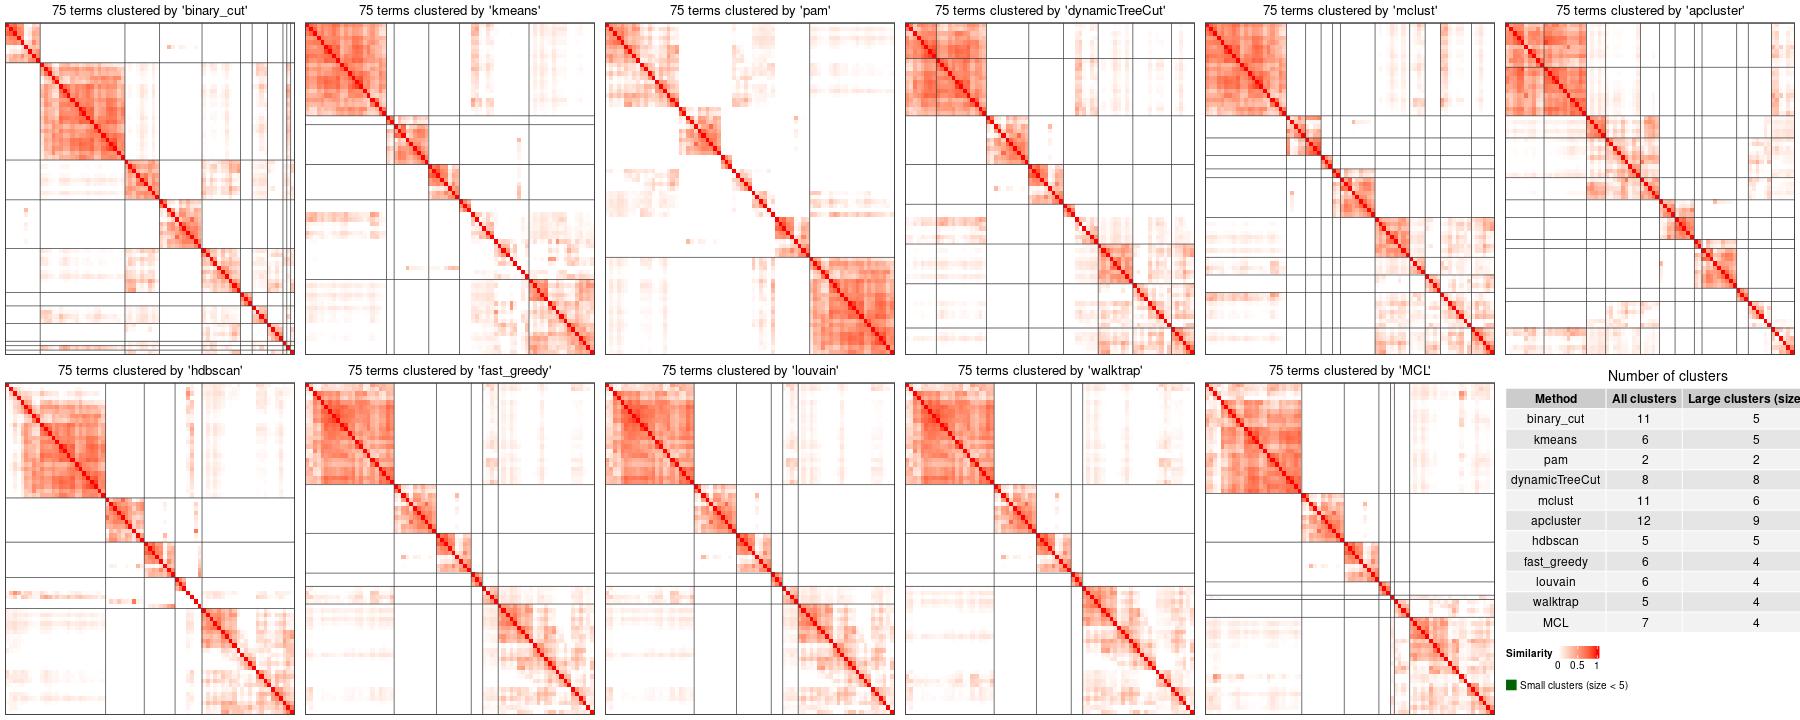 75 terms clustered by 'binary_cut'
75 terms clustered by 'kmeans'
75 terms clustered by 'pam'
75 terms clustered by 'dynamicTreeCut'
75 terms clustered by 'mclust'
75 terms clustered by 'apcluster'
75 terms clustered by 'hdbscan'
75 terms clustered by 'fast_greedy'
75 terms clustered by 'louvain'
75 terms clustered by 'walktrap'
75 terms clustered by 'MCL'
Number of clusters
Method All clusters Large clusters (size
binary_cut 11 5
kmeans 6 5
pam 2 2
dynamicTreeCut 8 8
mclust 11 6
apcluster 12 9
hdbscan 5 5
fast_greedy 6 4
louvain 6 4
walktrap 5 4
MCL 7 4
Similarity
0 0.5 1
Small clusters (size < 5)